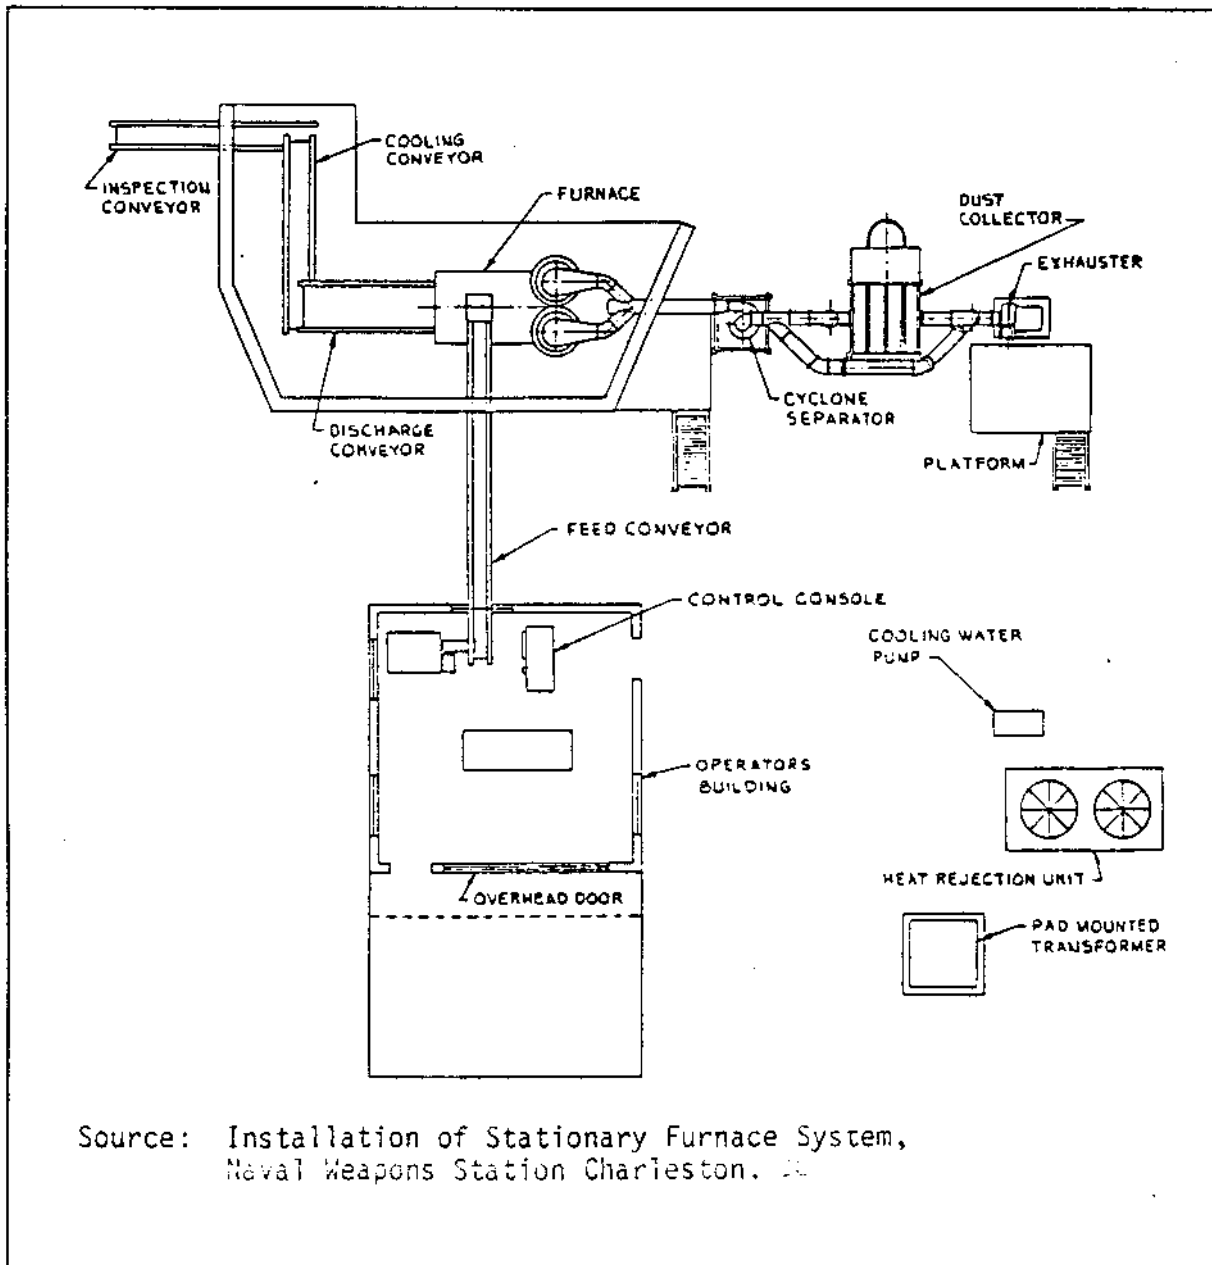 COOLING
CONVEYOR
INSPECTION
CONVEYOR
FURNACE
DUST
COLLECTOR
EXHAUSTER
CYCLONE
SEPARATOR
DISCHARGE
CONVEYOR
PLATFORM
FEED CONVEYOR
CONTROL CONSOLE
COOLING WATER
PUMP
OPERATORS
BUILDING
HEAT REJECTION UNIT
OVERHEAD DOOR
PAD MOUNTED
TRANSFORMER
Source: Installation of Stationary Furnace System,
Naval Weapons Station Charleston.